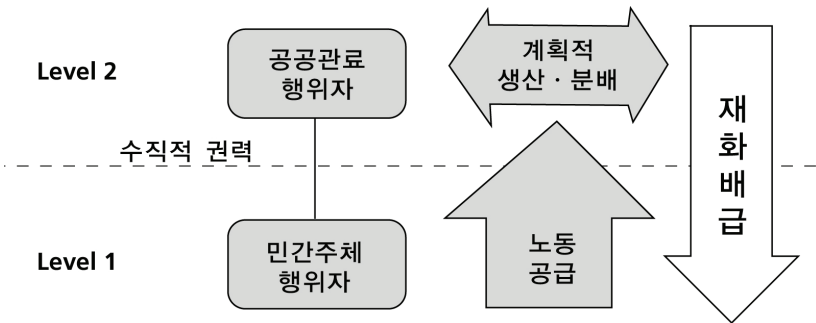 Level 2
공공관료
행위자
계획적
생산 · 분배
재
화
배
급
수직적 권력
Level 1
민간주체
행위자
노동
공급